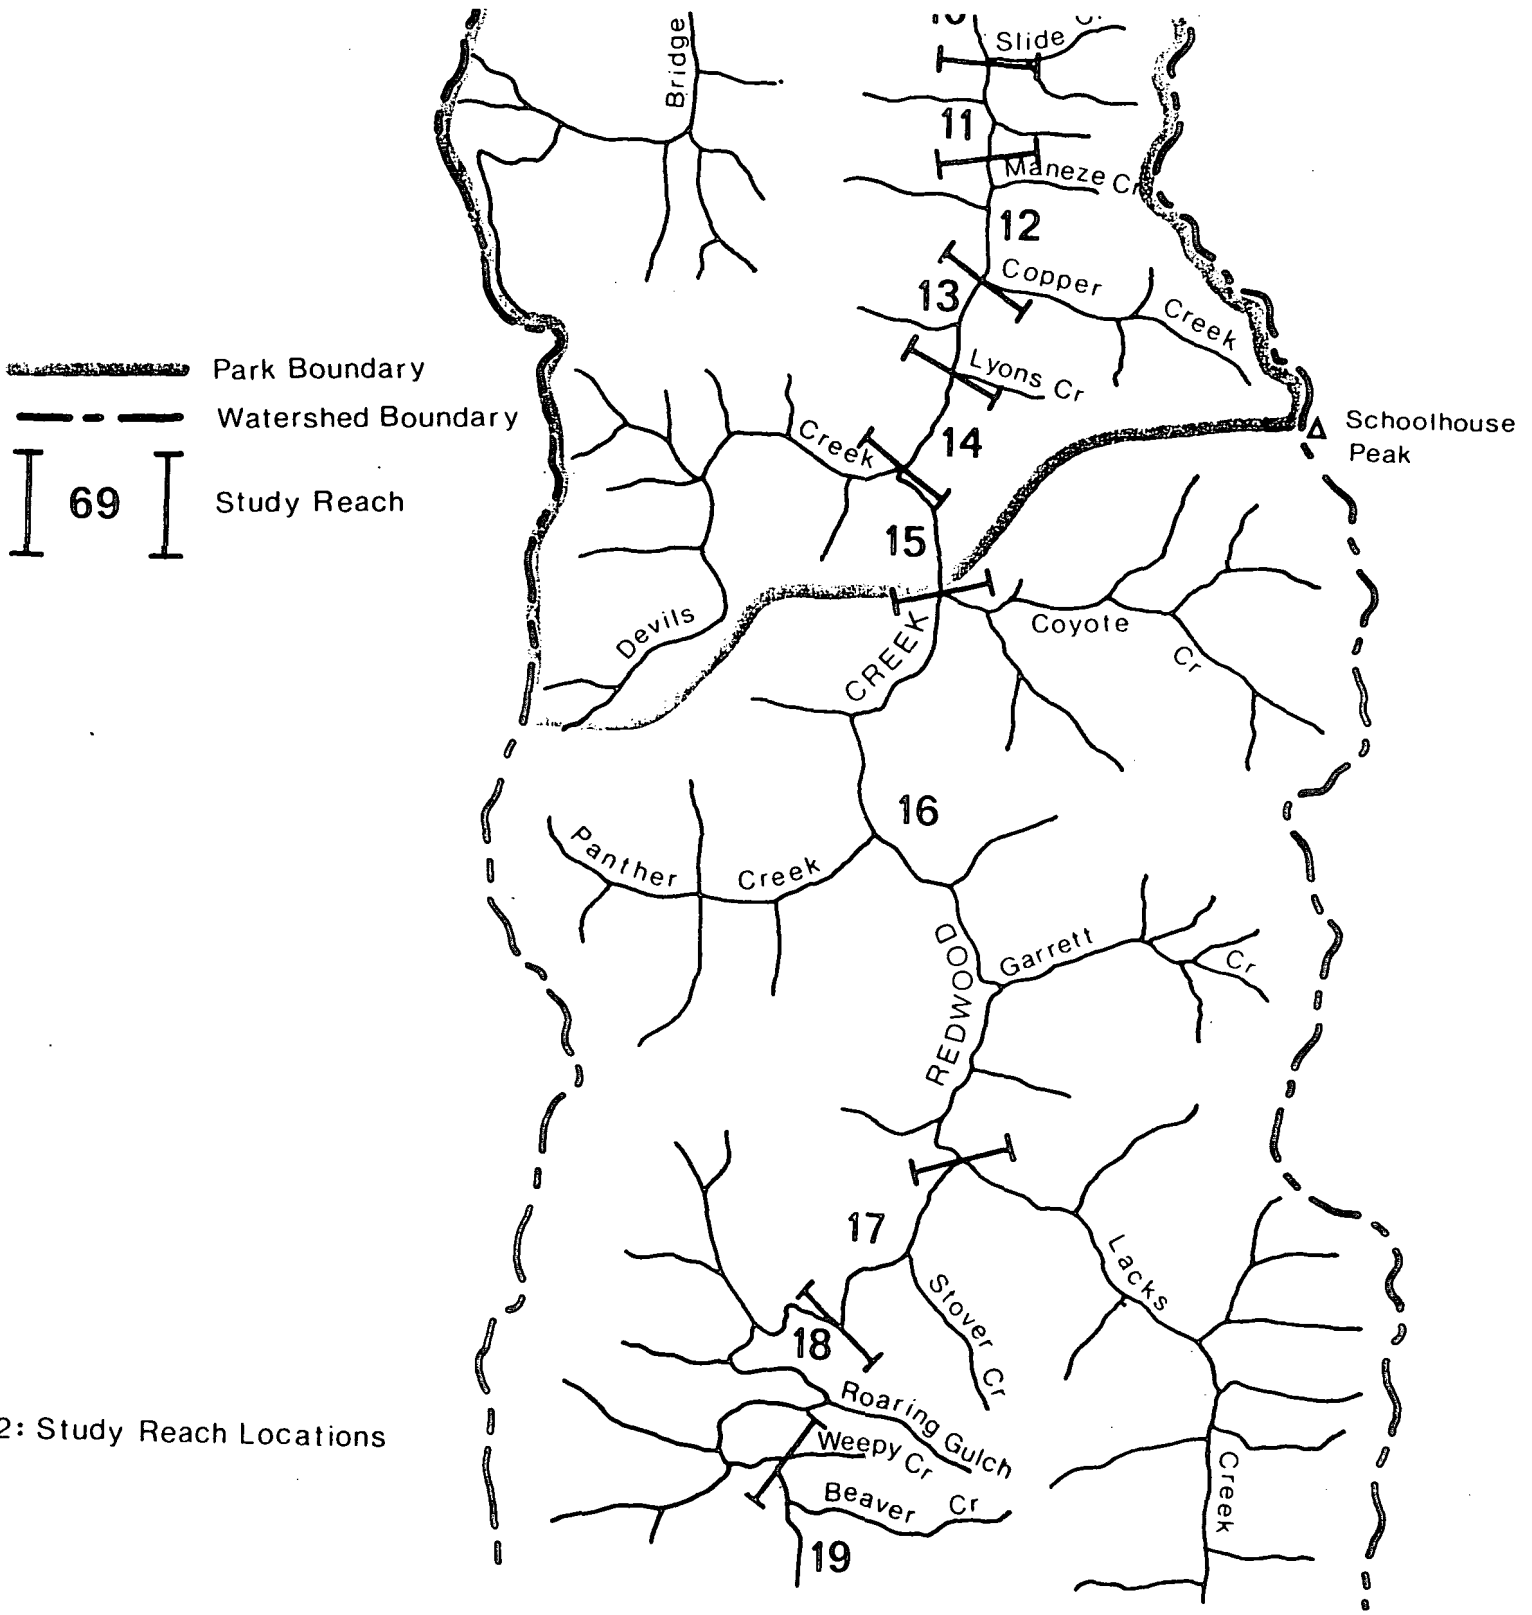 Bridge
Slide
11
Maneze Cr
12
Copper
Creek
13
Lyons Cr
Park Boundary
Watershed Boundary
69
Study Reach
Schoolhouse
Peak
14
Creek
15
Devils
Coyote
Cr
CREEK
16
Panther
Creek
REDWOOD
Garrett
Cr
17
Lacks
Stover
Cr
18
Roaring Gulch
Weepy Cr
Beaver Cr
Creek
19
2: Study Reach Locations